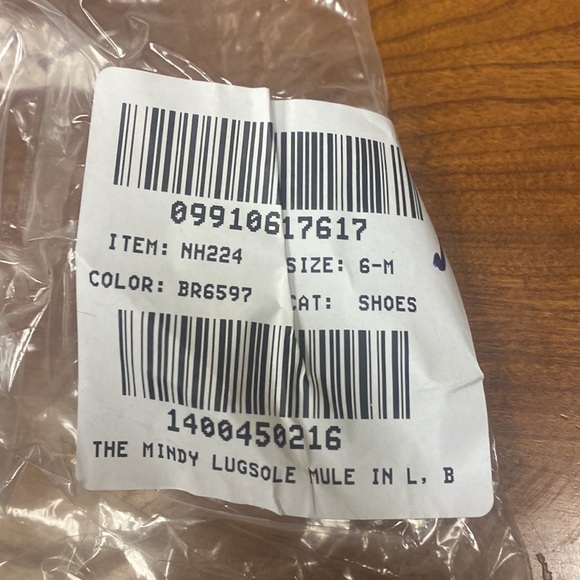 09910617617
ITEM: NH224 SIZE: 6-M
COLOR: BR6597 CAT: SHOES
1400450216
THE MINDY LUGSOLE MULE IN L, B